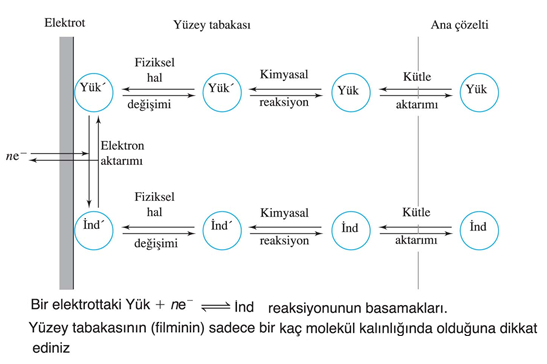 Elektrot Yüzey tabakası Ana çözelti
Fiziksel
hal
değişimi
Kimyasal
reaksiyon
Kütle
aktarımı
Yük´ Yük´ Yük Yük
ne⁻
Elektron
aktarımı
Fiziksel
hal
değişimi
Kimyasal
reaksiyon
Kütle
aktarımı
İnd´ İnd´ İnd İnd
Bir elektrottaki Yük + ne⁻ ⇌ İnd reaksiyonunun basamakları.
Yüzey tabakasının (filminin) sadece bir kaç molekül kalınlığında olduğuna dikkat
ediniz